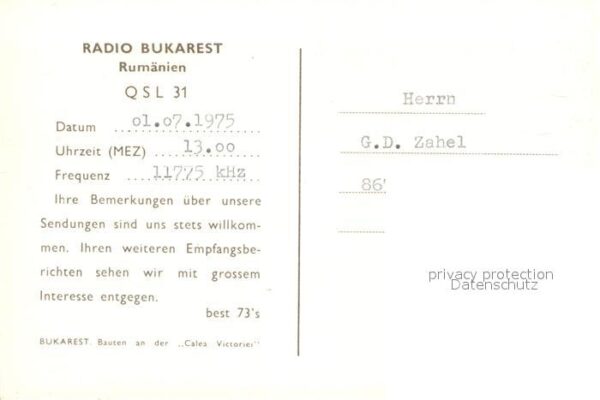 RADIO BUKAREST
Rumänien
QSL 31
Datum 01.07.1975
Uhrzeit (MEZ) 13.00
Frequenz 11775 kHz
Ihre Bemerkungen über unsere
Sendungen sind uns stets willkom-
men. Ihren weiteren Empfangsbe-
richten sehen wir mit grossem
Interesse entgegen.
best 73's
BUKAREST. Bauten an der „Calea Victoriei"
Herrn
G.D. Zahel
86'
privacy protection
Datenschutz